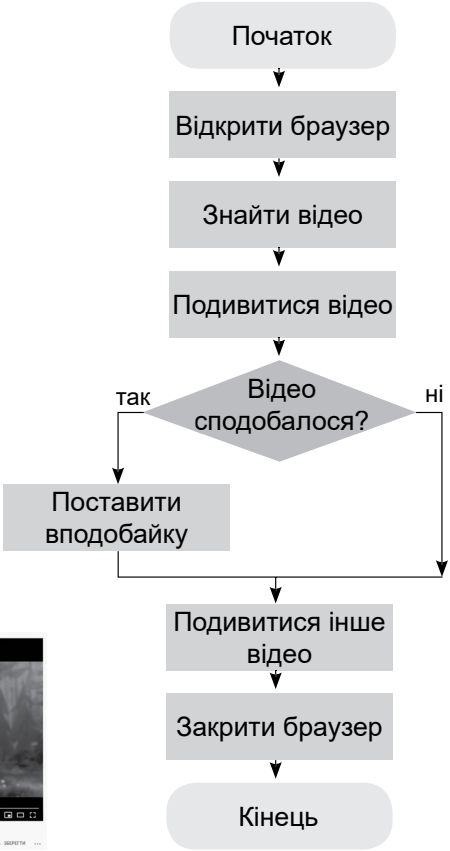 Початок
Відкрити браузер
Знайти відео
Подивитися відео
Відео
сподобалося?
так
ні
Поставити
вподобайку
Подивитися інше
відео
Закрити браузер
Кінець
ЗБЕРЕГТИ